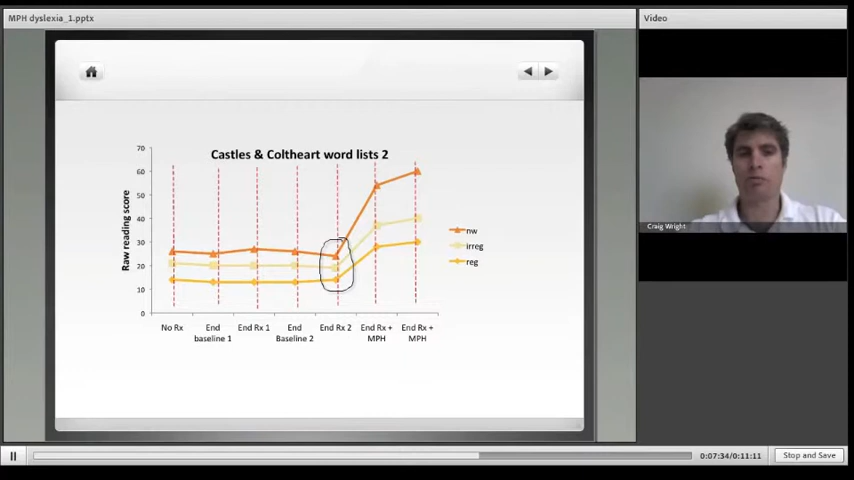 MPH dyslexia_1.pptx
Video
Castles & Coltheart word lists 2
Raw reading score
70
60
50
40
30
20
10
0
No Rx
End
baseline 1
End Rx 1
End
Baseline 2
End Rx 2
End Rx +
MPH
End Rx +
MPH
nw
irreg
reg
Craig Wright
0:07:34/0:11:11
Stop and Save